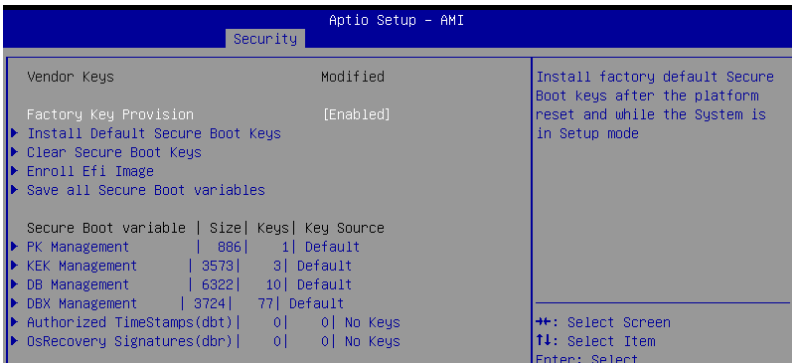 Aptio Setup - AMI
Security
Vendor Keys Modified
Factory Key Provision [Enabled]
Install Default Secure Boot Keys
Clear Secure Boot Keys
Enroll Efi Image
Save all Secure Boot variables
Secure Boot variable | Size| Keys| Key Source
PK Management | 886| 1| Default
KEK Management | 3573| 3| Default
DB Management | 6322| 10| Default
DBX Management | 3724| 77| Default
Authorized TimeStamps(dbt)| 0| 0| No Keys
OsRecovery Signatures(dbr)| 0| 0| No Keys
Install factory default Secure
Boot keys after the platform
reset and while the System is
in Setup mode
→←: Select Screen
↑↓: Select Item
Enter: Select